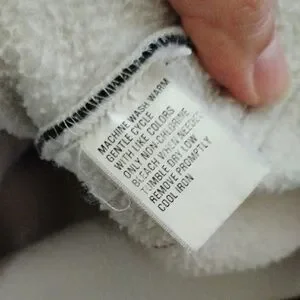 MACHINE WASH WARM
GENTLE CYCLE
WITH LIKE COLORS
ONLY NON-CHLORINE
BLEACH WHEN NEEDED
TUMBLE DRY LOW
REMOVE PROMPTLY
COOL IRON